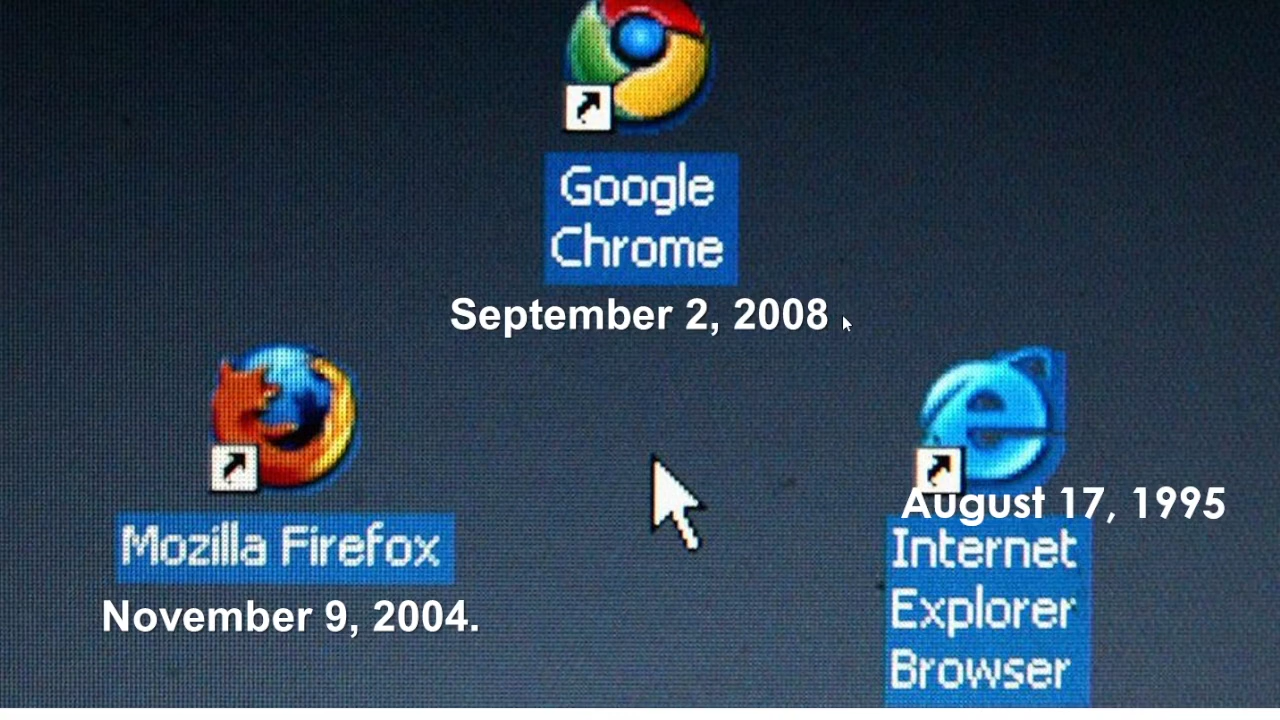 Google
Chrome
September 2, 2008
Mozilla Firefox
November 9, 2004.
August 17, 1995
Internet
Explorer
Browser